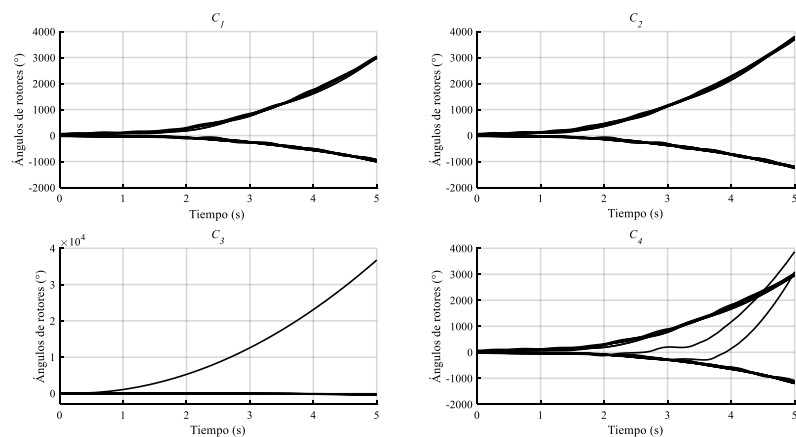 C1
4000
3000
2000
1000
0
-1000
-2000
Ángulos de rotores (°)
0 1 2 3 4 5
Tiempo (s)
C2
4000
3000
2000
1000
0
-1000
-2000
Ángulos de rotores (°)
0 1 2 3 4 5
Tiempo (s)
C3
×10^4
4
3
2
1
0
Ángulos de rotores (°)
0 1 2 3 4 5
Tiempo (s)
C4
4000
3000
2000
1000
0
-1000
-2000
Ángulos de rotores (°)
0 1 2 3 4 5
Tiempo (s)